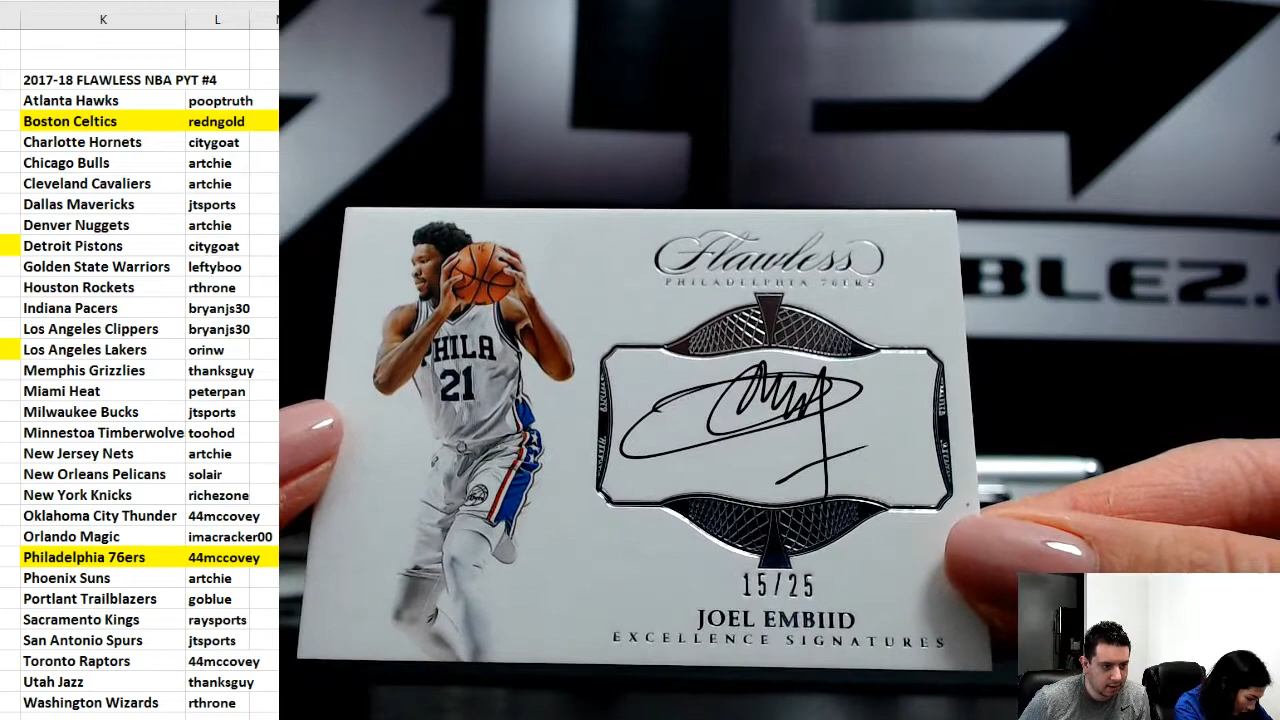 K L
2017-18 FLAWLESS NBA PYT #4
Atlanta Hawks pooptruth
Boston Celtics redngold
Charlotte Hornets citygoat
Chicago Bulls artchie
Cleveland Cavaliers artchie
Dallas Mavericks jtsports
Denver Nuggets artchie
Detroit Pistons citygoat
Golden State Warriors leftyboo
Houston Rockets rthrone
Indiana Pacers bryanjs30
Los Angeles Clippers bryanjs30
Los Angeles Lakers orinw
Memphis Grizzlies thanksguy
Miami Heat peterpan
Milwaukee Bucks jtsports
Minnestoa Timberwolve toohod
New Jersey Nets artchie
New Orleans Pelicans solair
New York Knicks richezone
Oklahoma City Thunder 44mccovey
Orlando Magic imacracker00
Philadelphia 76ers 44mccovey
Phoenix Suns artchie
Portlant Trailblazers goblue
Sacramento Kings raysports
San Antonio Spurs jtsports
Toronto Raptors 44mccovey
Utah Jazz thanksguy
Washington Wizards rthrone
Flawless
PHILADELPHIA 76ERS
PHILA
21
15/25
JOEL EMBIID
EXCELLENCE SIGNATURES
BLEZ.